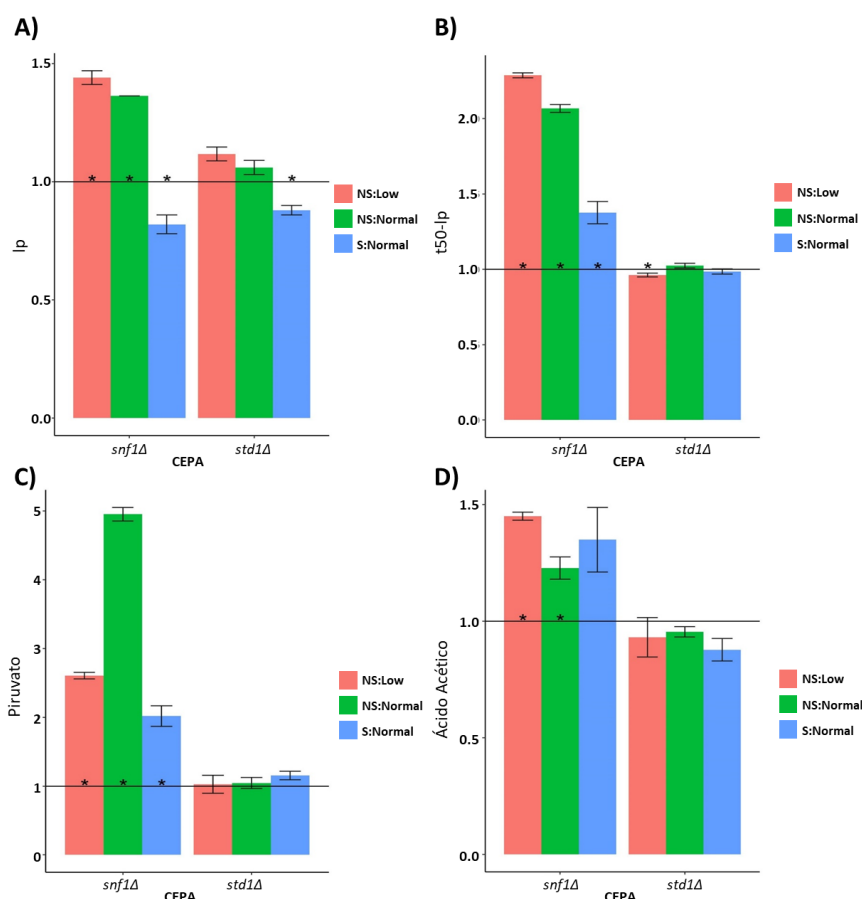 A)
1.5
1.0
0.5
0.0
Ip
* * * *
snf1Δ std1Δ
CEPA
NS:Low
NS:Normal
S:Normal
B)
2.0
1.5
1.0
0.5
0.0
t50-Ip
* * * *
snf1Δ std1Δ
CEPA
NS:Low
NS:Normal
S:Normal
C)
5
4
3
2
1
0
Piruvato
* * *
snf1Δ std1Δ
CEPA
NS:Low
NS:Normal
S:Normal
D)
1.5
1.0
0.5
0.0
Ácido Acético
* *
snf1Δ std1Δ
CEPA
NS:Low
NS:Normal
S:Normal